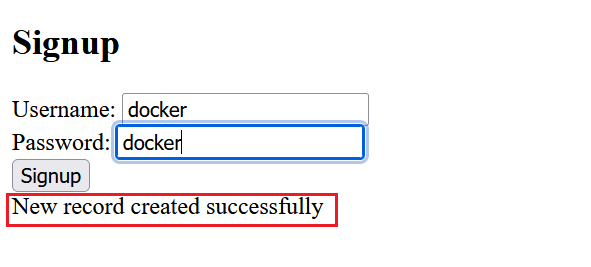 Signup
Username: docker
Password: docker
Signup
New record created successfully